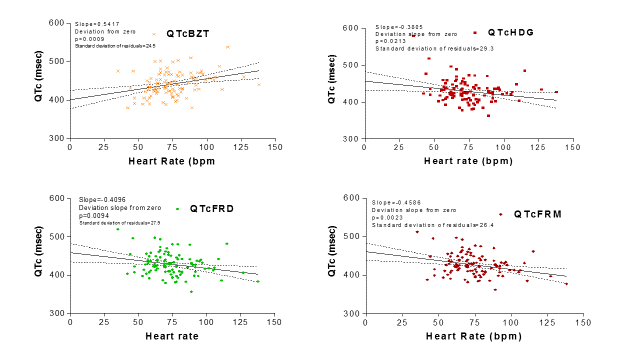 Slope=0.5417
Deviation from zero
p=0.0009
Standard deviation of residuals=24.5
QTcBZT
600
500
400
300
QTc (msec)
0 25 50 75 100 125 150
Heart Rate (bpm
Slope=-0.3605
Deviation slope from zero
p=0.0213
Standard deviation of residuals=29.3
QTcHDG
600
500
400
300
QTc (msec)
0 50 100 150
Heart rate (bpm)
Slope=-0.4096
Deviation slope from zero
p=0.0094
Standard deviation of residuals=27.9
QTcFRD
600
500
400
300
QTc (msec)
0 25 50 75 100 125 150
Heart rate
Slope=-0.4586
Deviation slope from zero
p=0.0023
Standard deviation of residuals=26.4
QTcFRM
600
500
400
300
QTc (msec)
0 50 100 150
Heart Rate (bpm)